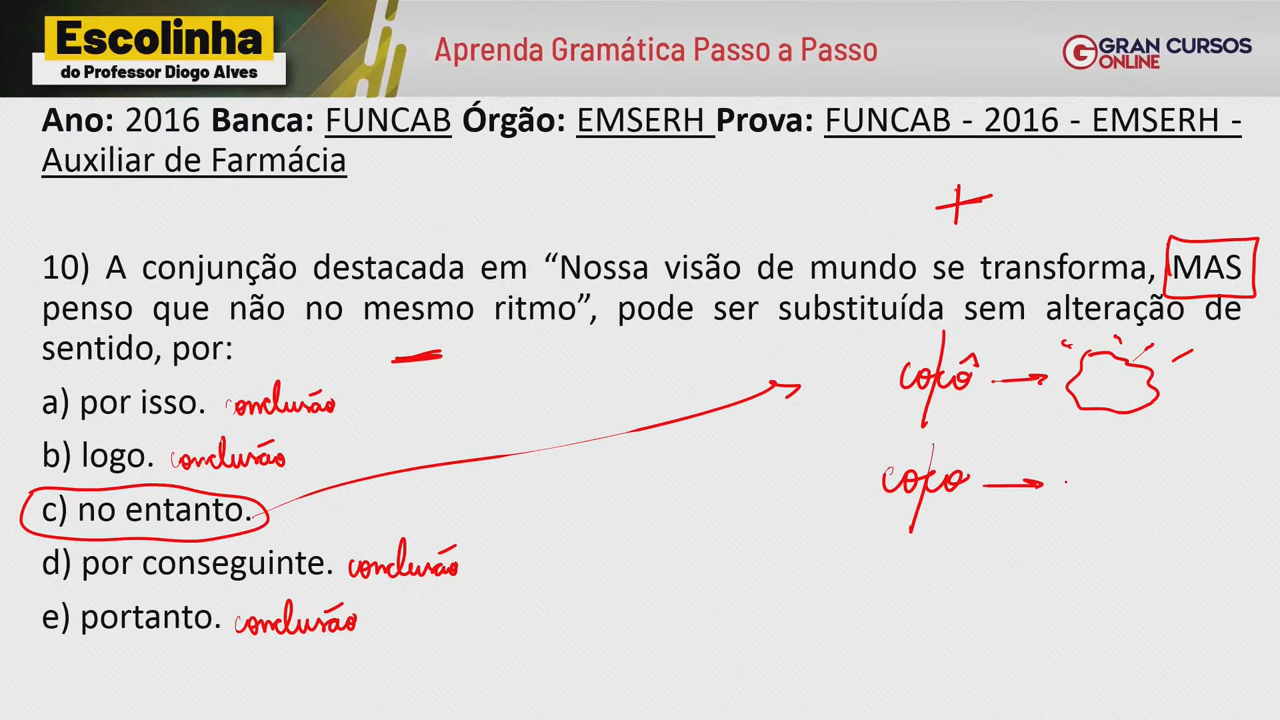 Escolinha
do Professor Diogo Alves
Aprenda Gramática Passo a Passo
GRAN CURSOS
ONLINE
Ano: 2016 Banca: FUNCAB Órgão: EMSERH Prova: FUNCAB - 2016 - EMSERH -
Auxiliar de Farmácia
+
10) A conjunção destacada em “Nossa visão de mundo se transforma, MAS
penso que não no mesmo ritmo”, pode ser substituída sem alteração de
sentido, por:
cocô
a) por isso. conclusão
b) logo. conclusão
coco
c) no entanto.
d) por conseguinte. conclusão
e) portanto. conclusão